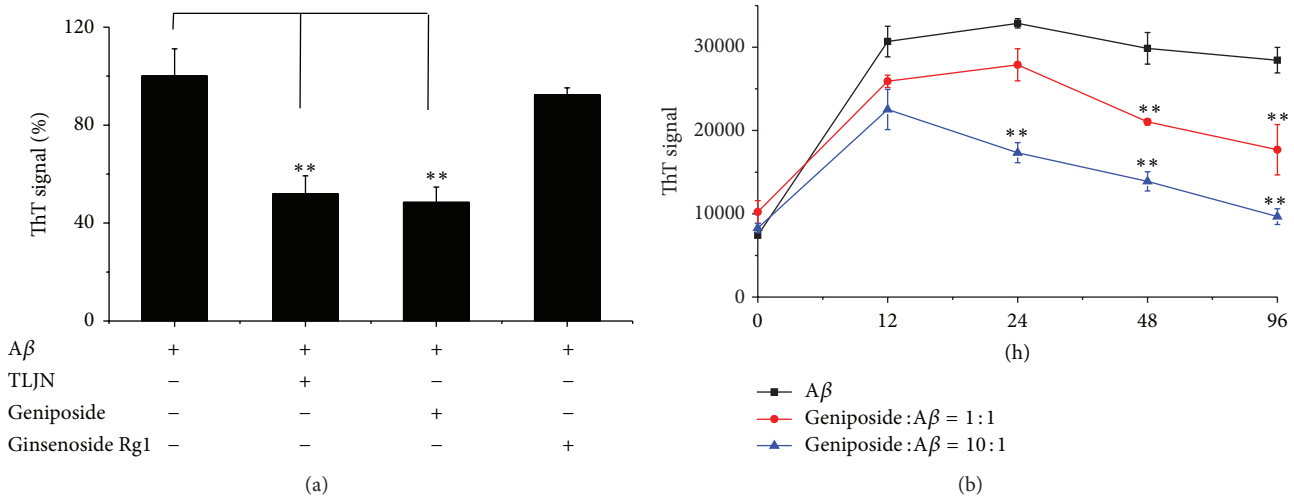 120
80
40
0
ThT signal (%)
** **
Aβ + + + +
TLJN − + − −
Geniposide − − + −
Ginsenoside Rg1 − − − +
(a)
30000
20000
10000
0
ThT signal
** **
** ** **
0 12 24 48 96
(h)
Aβ
Geniposide:Aβ = 1:1
Geniposide:Aβ = 10:1
(b)